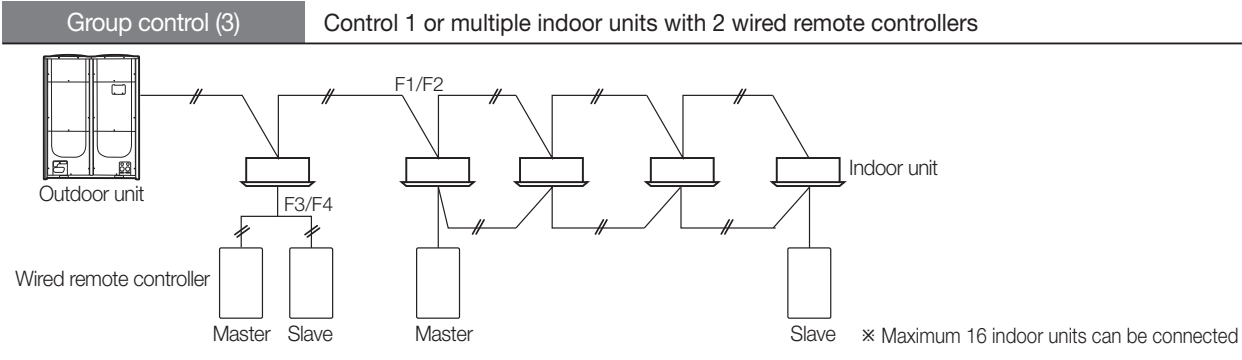 Group control (3)
Control 1 or multiple indoor units with 2 wired remote controllers
F1/F2
Indoor unit
Outdoor unit
F3/F4
Wired remote controller
Master
Slave
Master
Slave
※ Maximum 16 indoor units can be connected